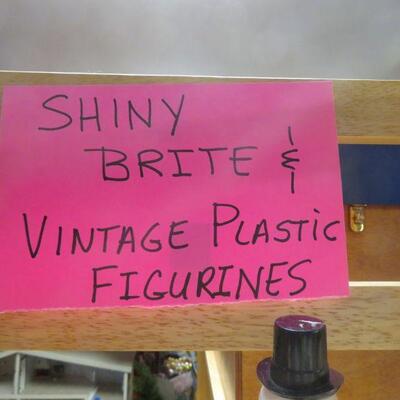 SHINY
BRITE &
VINTAGE PLASTIC
FIGURINES